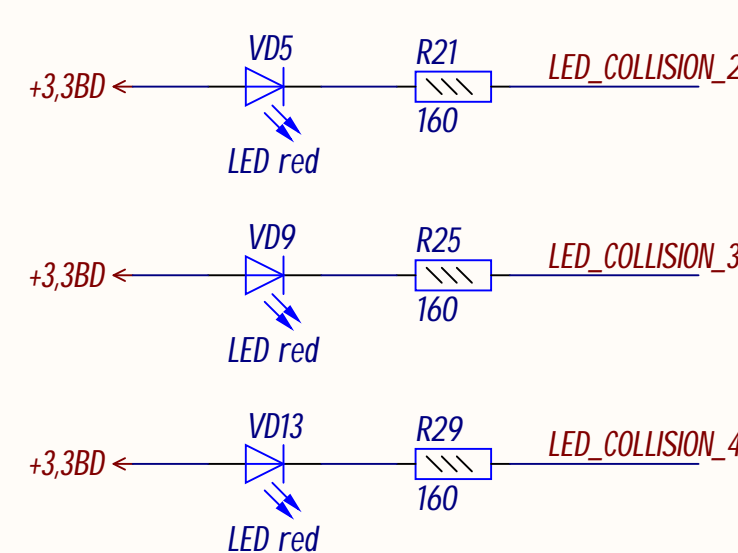 VD5
R21
LED_COLLISION_2
+3,3BD
160
LED red
VD9
R25
LED_COLLISION_3
+3,3BD
160
LED red
VD13
R29
LED_COLLISION_4
+3,3BD
160
LED red